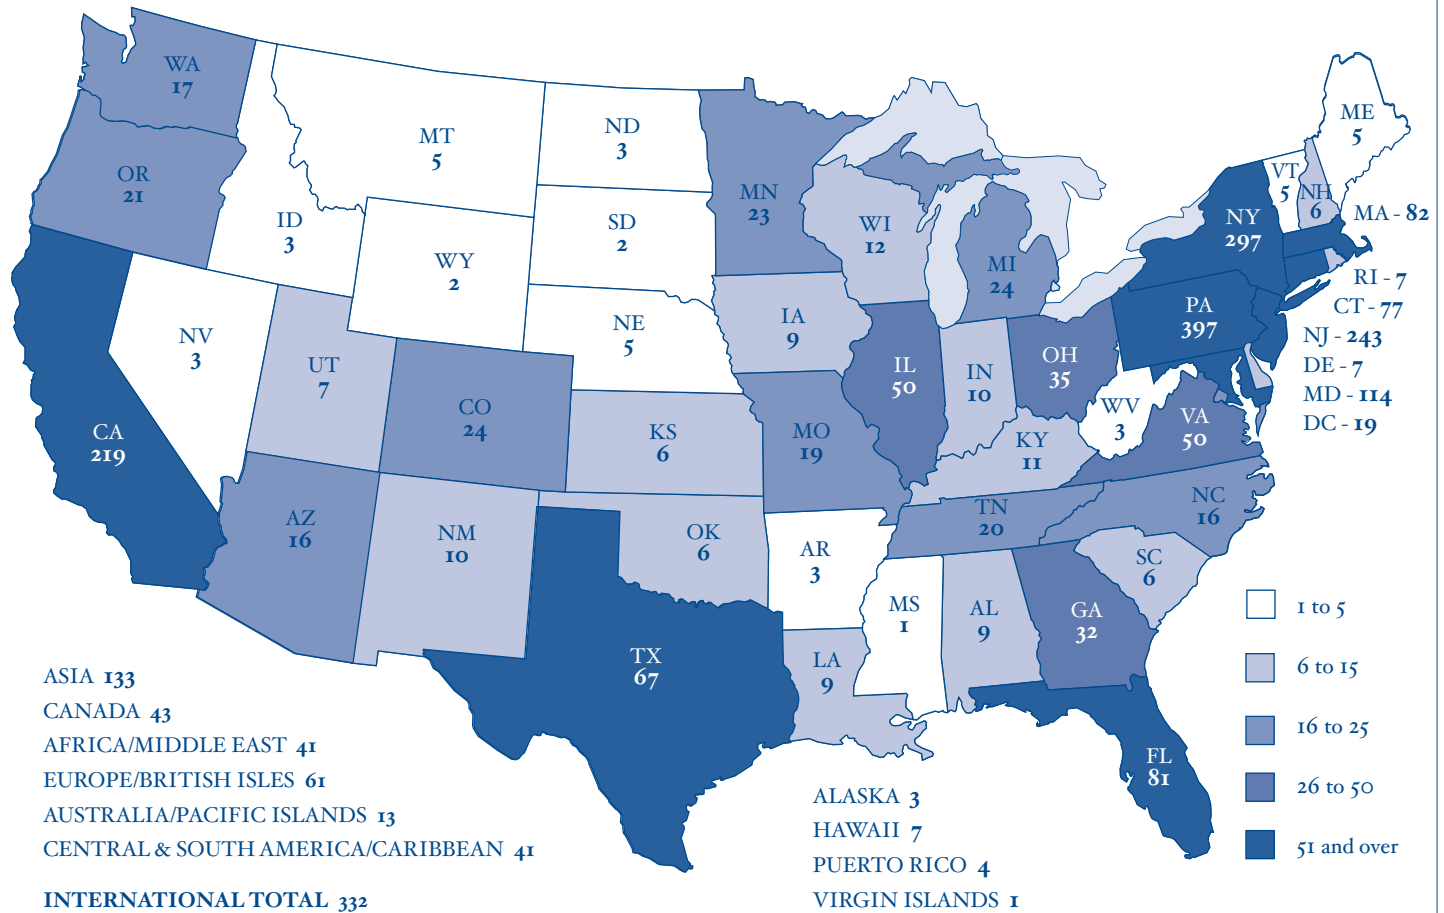 WA
17
OR
21
CA
219
ID
3
NV
3
MT
5
WY
2
UT
7
AZ
16
CO
24
NM
10
ND
3
SD
2
NE
5
KS
6
OK
6
TX
67
MN
23
IA
9
MO
19
AR
3
LA
9
WI
12
IL
50
MS
1
MI
24
IN
10
OH
35
KY
11
TN
20
AL
9
GA
32
FL
81
SC
6
NC
16
VA
50
WV
3
PA
397
NY
297
VT
5
NH
6
ME
5
MA - 82
RI - 7
CT - 77
NJ - 243
DE - 7
MD - 114
DC - 19
1 to 5
6 to 15
16 to 25
26 to 50
51 and over
ASIA 133
CANADA 43
AFRICA/MIDDLE EAST 41
EUROPE/BRITISH ISLES 61
AUSTRALIA/PACIFIC ISLANDS 13
CENTRAL & SOUTH AMERICA/CARIBBEAN 41
INTERNATIONAL TOTAL 332
ALASKA 3
HAWAII 7
PUERTO RICO 4
VIRGIN ISLANDS 1